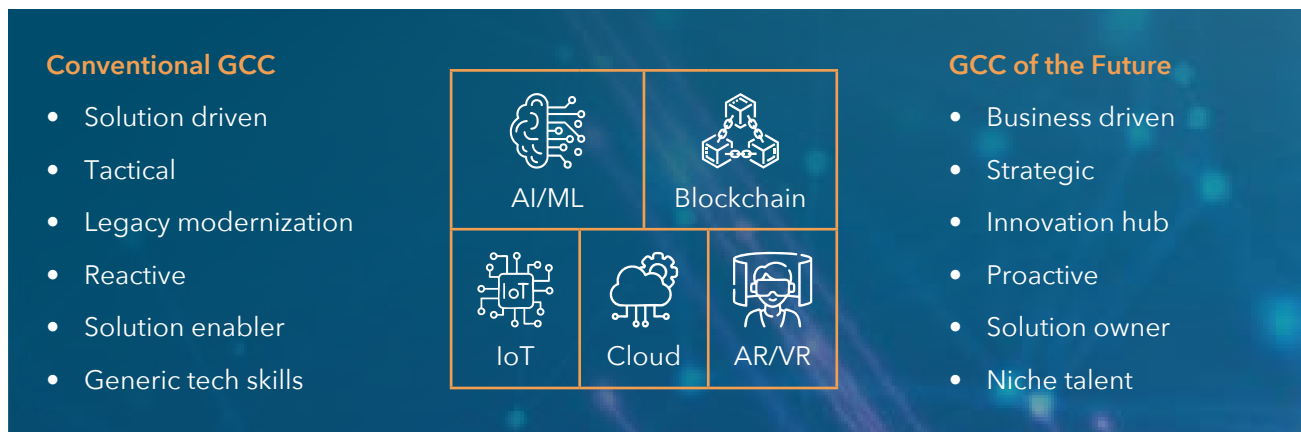 Conventional GCC
• Solution driven
• Tactical
• Legacy modernization
• Reactive
• Solution enabler
• Generic tech skills
AI/ML
Blockchain
IoT
IoT
Cloud
AR/VR
GCC of the Future
• Business driven
• Strategic
• Innovation hub
• Proactive
• Solution owner
• Niche talent